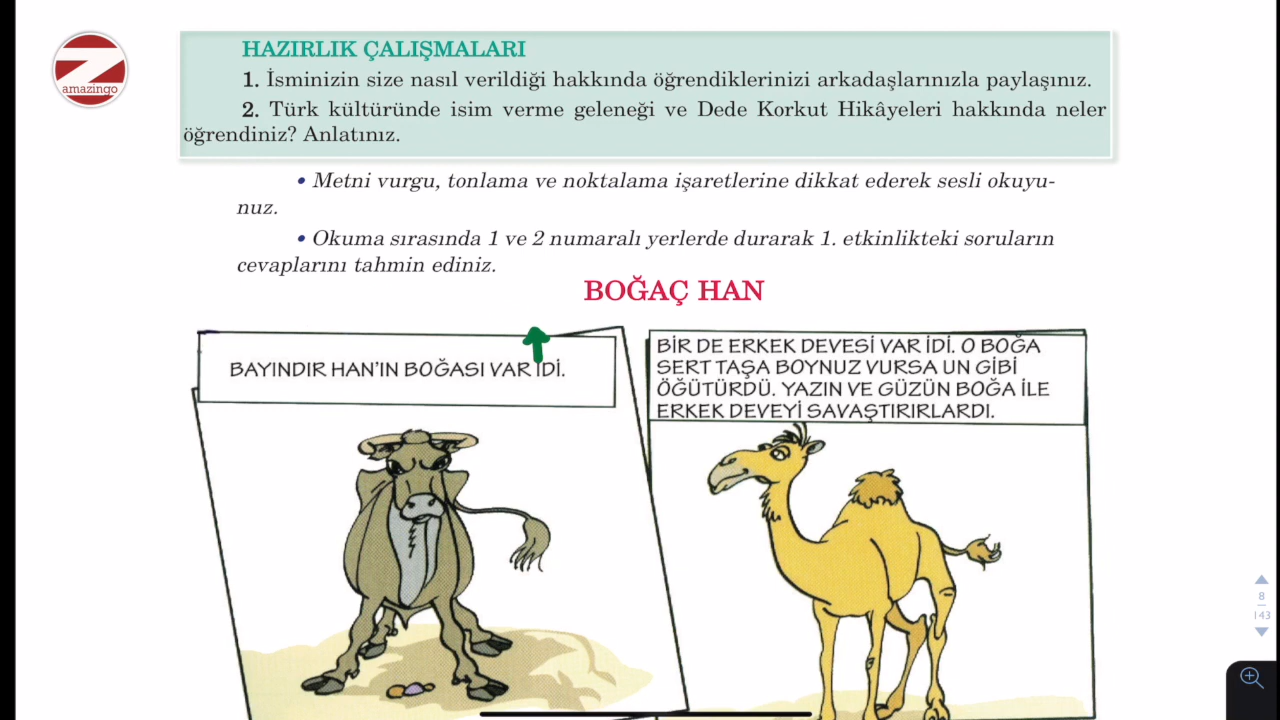 amazingo
HAZIRLIK ÇALIŞMALARI
1. İsminizin size nasıl verildiği hakkında öğrendiklerinizi arkadaşlarınızla paylaşınız.
2. Türk kültüründe isim verme geleneği ve Dede Korkut Hikâyeleri hakkında neler
öğrendiniz? Anlatınız.
• Metni vurgu, tonlama ve noktalama işaretlerine dikkat ederek sesli okuyu-
nuz.
• Okuma sırasında 1 ve 2 numaralı yerlerde durarak 1. etkinlikteki soruların
cevaplarını tahmin ediniz.
BOĞAÇ HAN
BAYINDIR HAN'IN BOĞASI VAR IDİ.
BİR DE ERKEK DEVESİ VAR İDİ. O BOĞA
SERT TAŞA BOYNUZ VURSA UN GİBİ
ÖĞÜTÜRDÜ. YAZIN VE GÜZÜN BOĞA İLE
ERKEK DEVEYİ SAVAŞTIRIRLARDI.
8
143